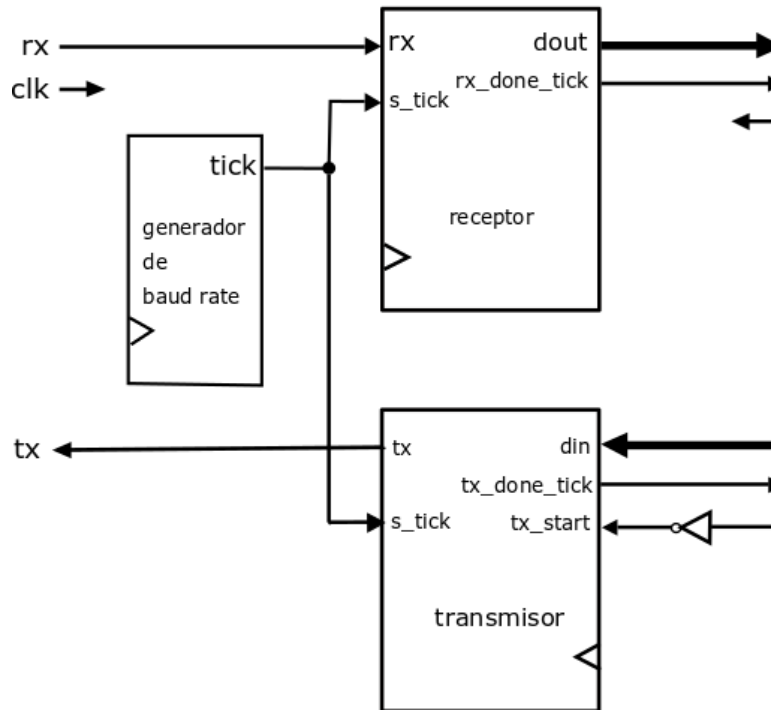 rx
clk
rx
dout
rx_done_tick
s_tick
receptor
tick
generador
de
baud rate
tx
tx
din
tx_done_tick
s_tick
tx_start
transmisor